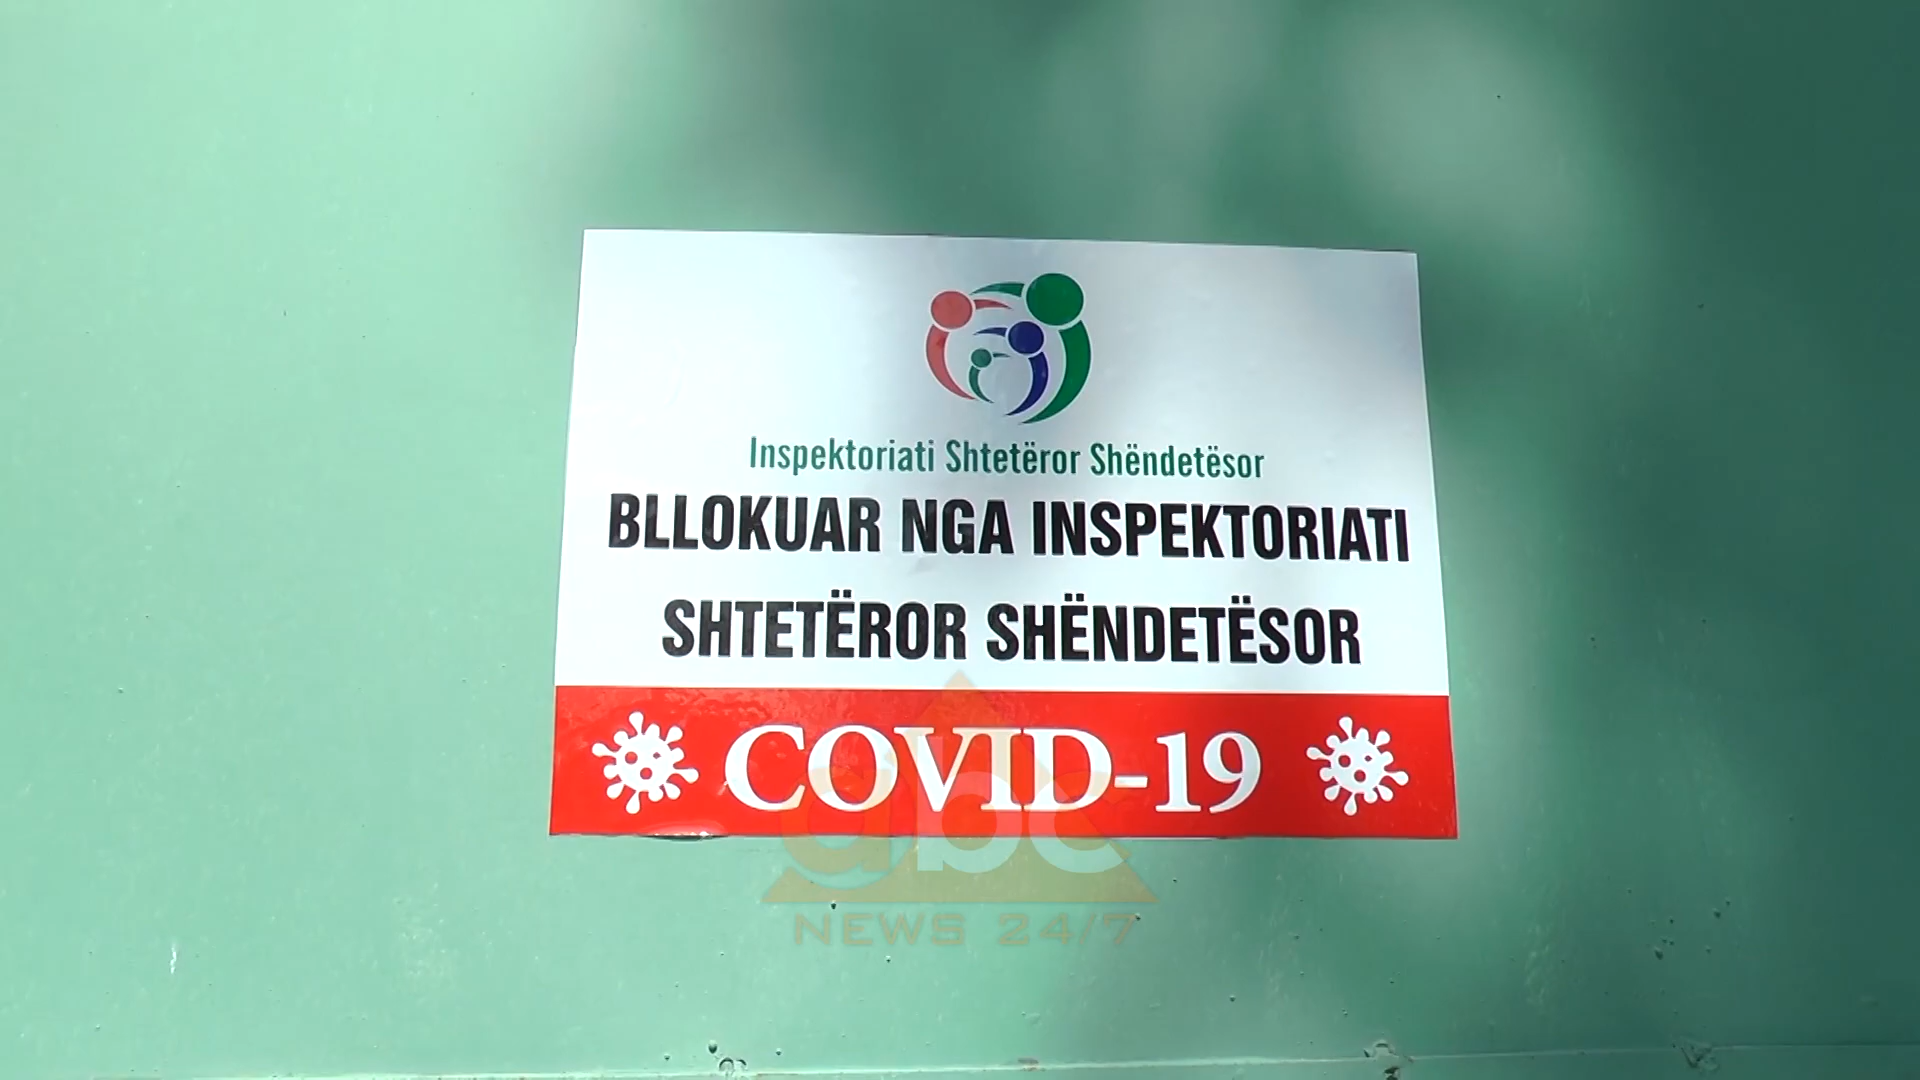 Inspektoriati Shtetëror Shëndetësor
BLLOKUAR NGA INSPEKTORIATI
SHTETËROR SHËNDETËSOR
COVID-19
abc
NEWS 24/7